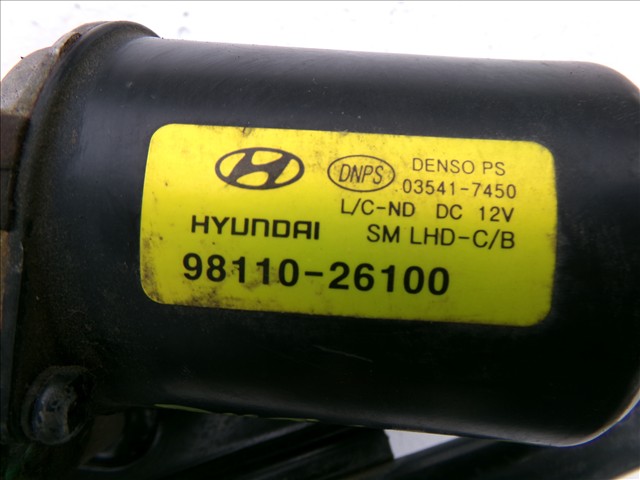 DNPS
DENSO PS
03541-7450
L/C-ND DC 12V
HYUNDAI
SM LHD-C/B
98110-26100